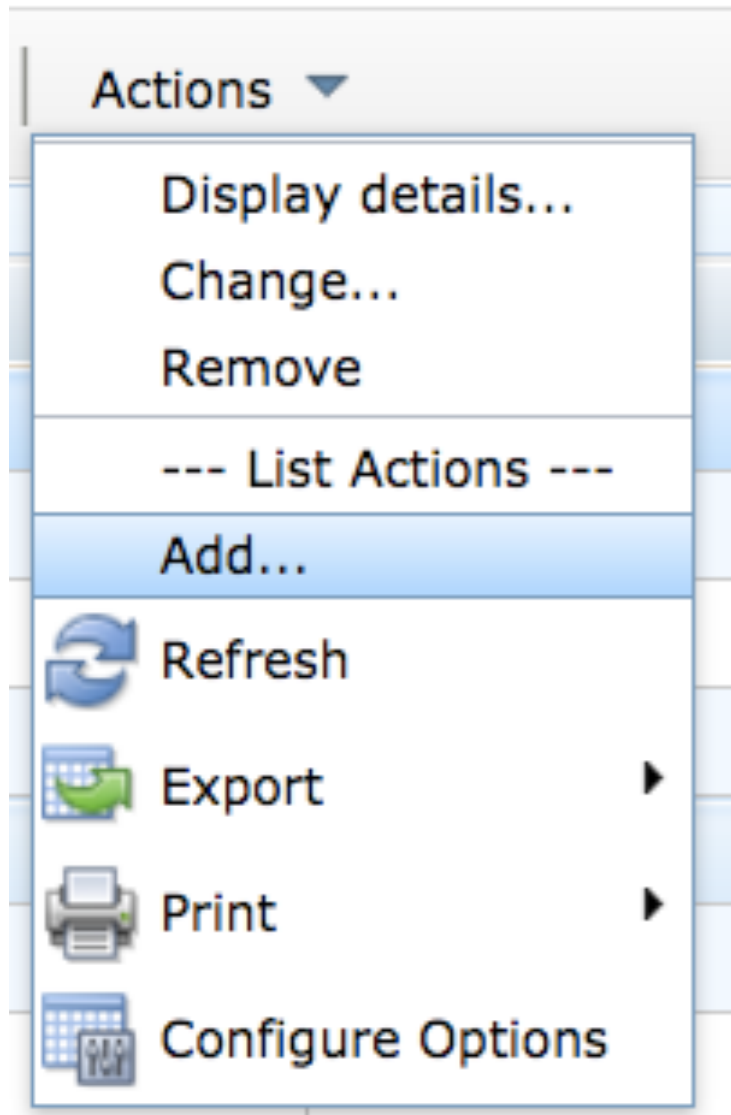 Actions
Display details...
Change...
Remove
--- List Actions ---
Add...
Refresh
Export
Print
Configure Options